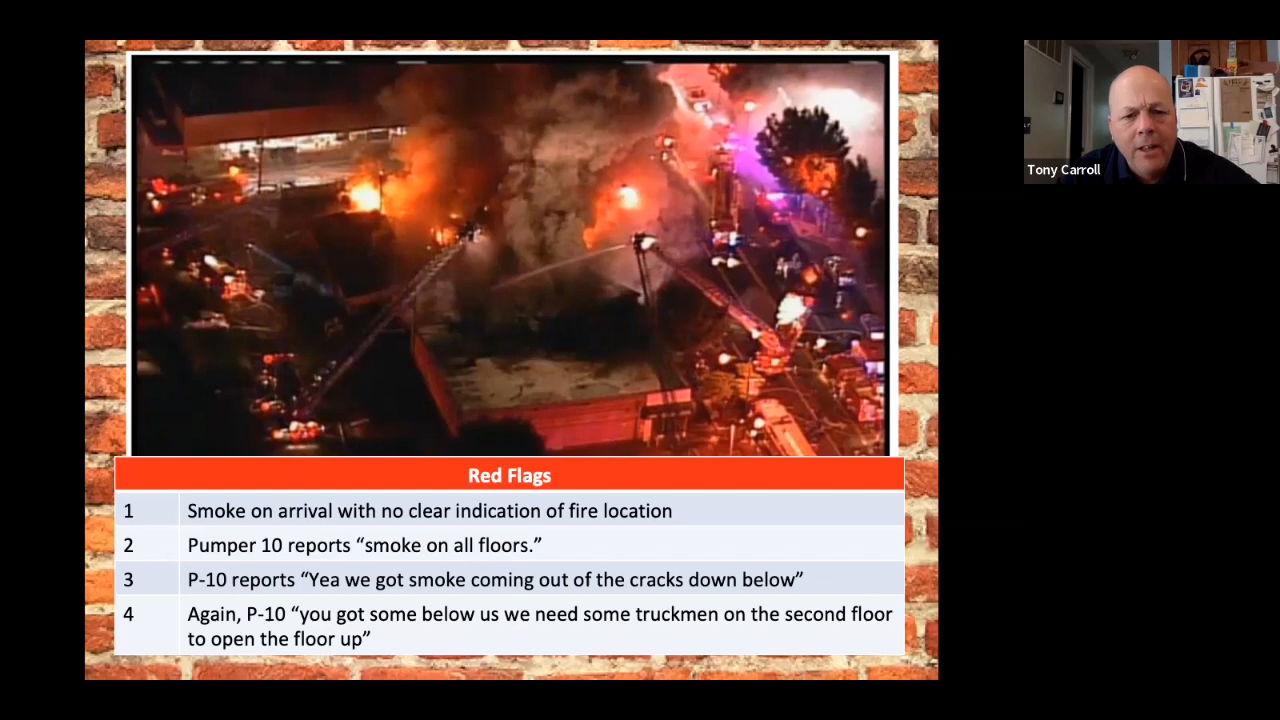 Tony Carroll
Red Flags
1 Smoke on arrival with no clear indication of fire location
2 Pumper 10 reports “smoke on all floors.”
3 P-10 reports “Yea we got smoke coming out of the cracks down below”
4 Again, P-10 “you got some below us we need some truckmen on the second floor
to open the floor up”